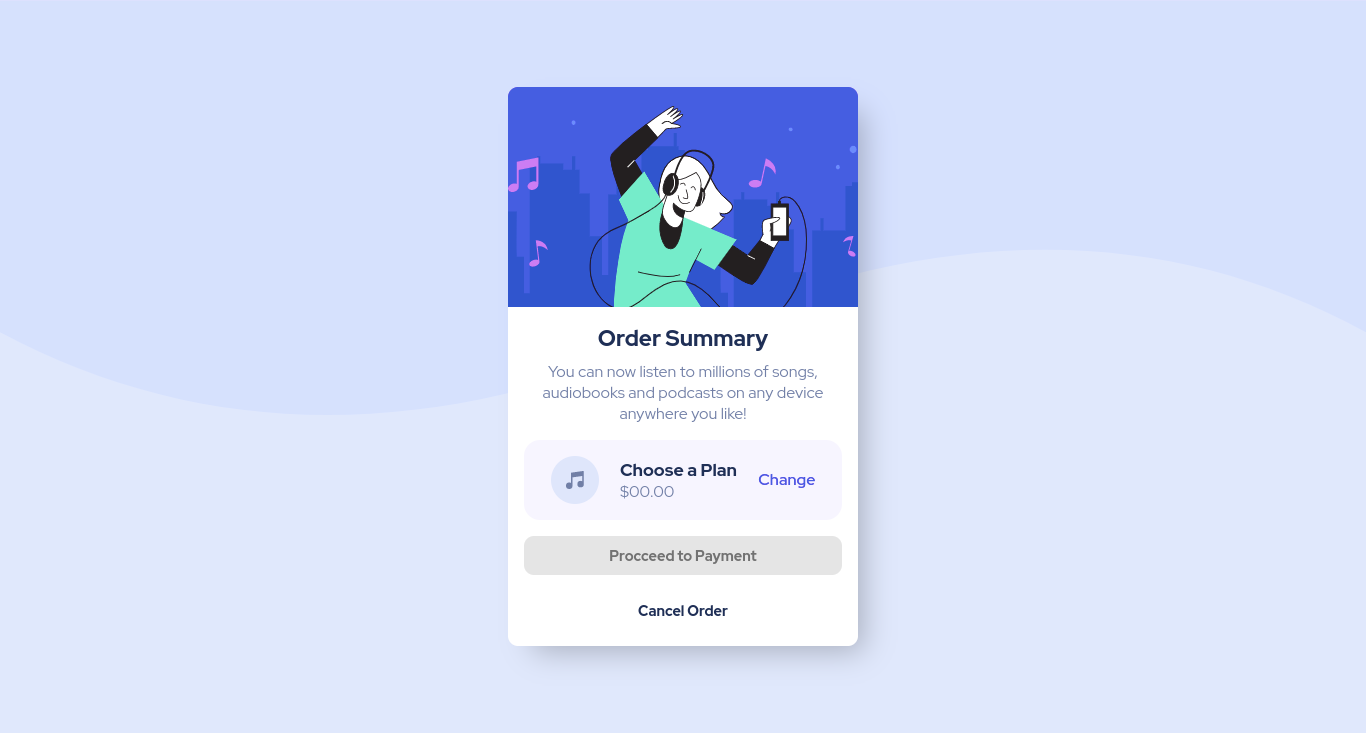 Order Summary
You can now listen to millions of songs,
audiobooks and podcasts on any device
anywhere you like!
Choose a Plan
$00.00
Change
Procceed to Payment
Cancel Order